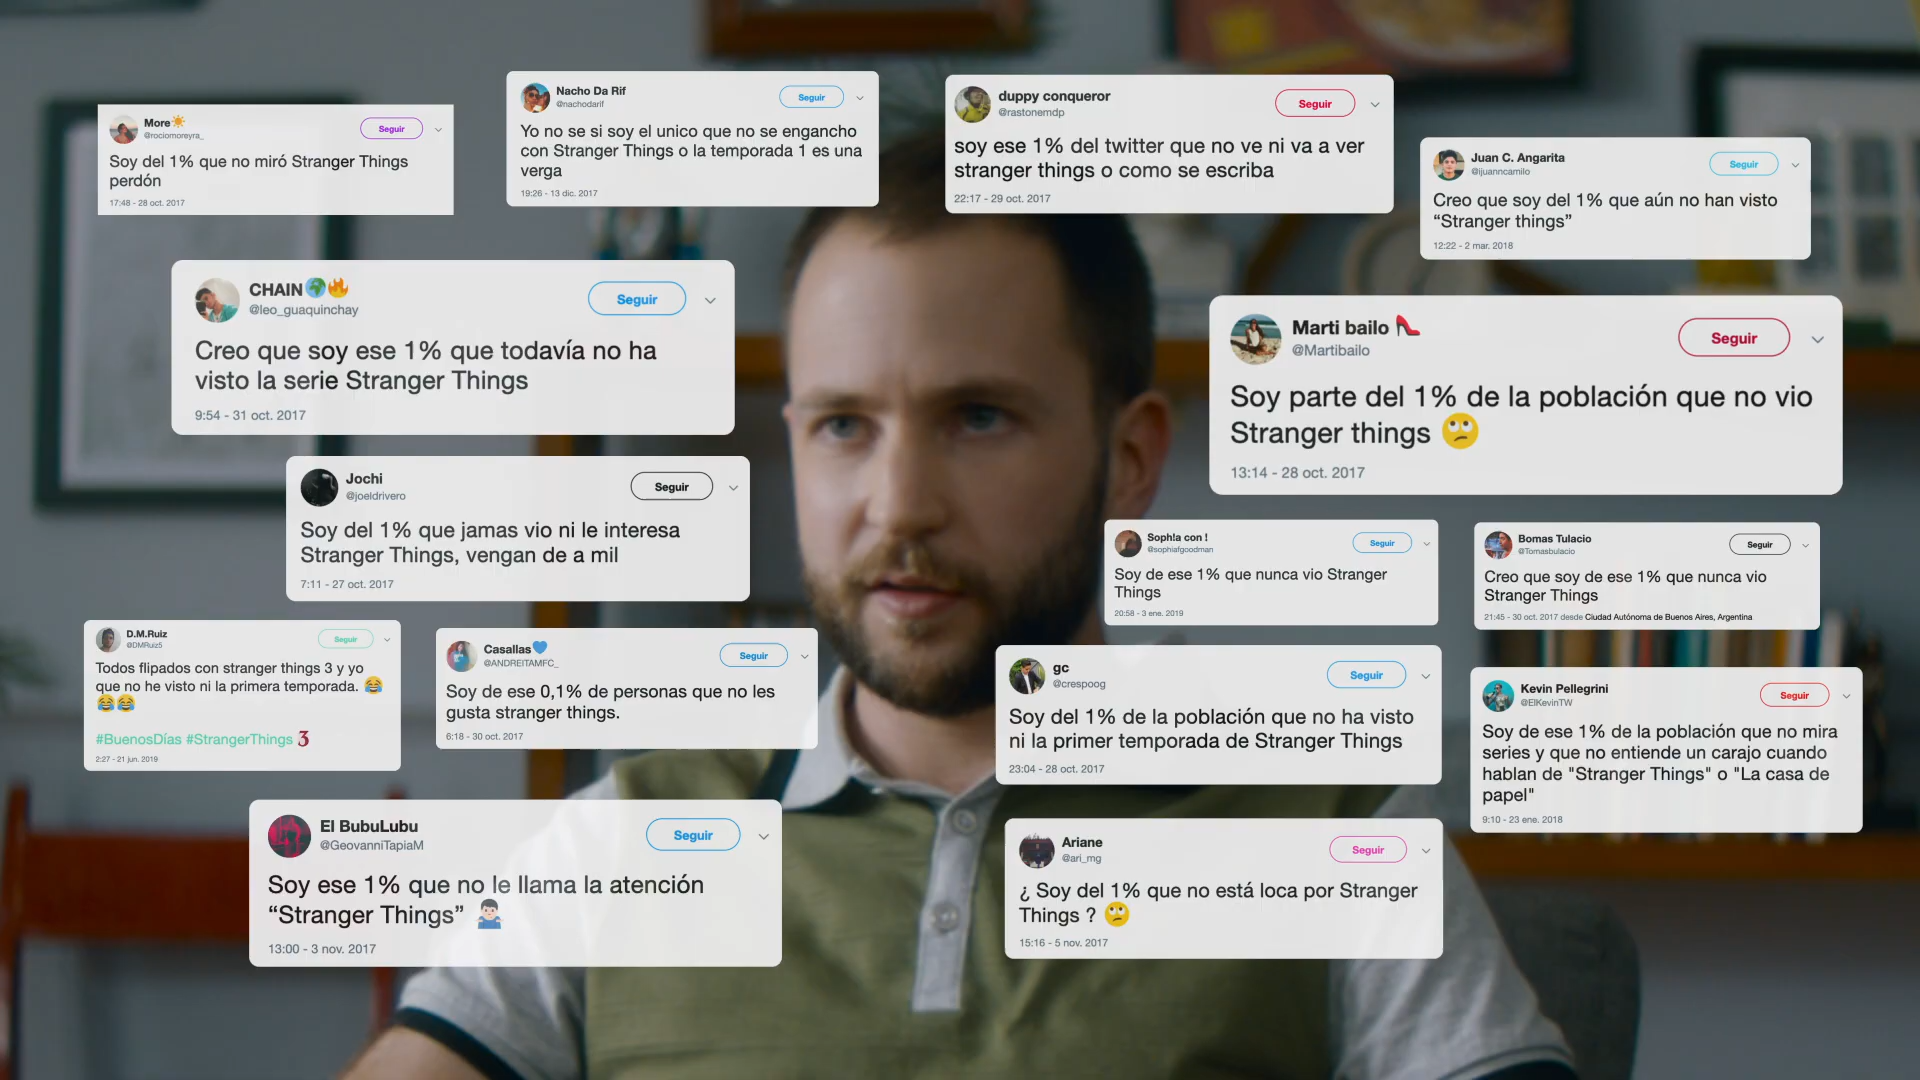 More☀️
@rociomoreyra_
Seguir
Soy del 1% que no miró Stranger Things
perdón
17:48 - 28 oct. 2017
Nacho Da Rif
@nachodarif
Seguir
Yo no se si soy el unico que no se engancho
con Stranger Things o la temporada 1 es una
verga
19:26 - 13 dic. 2017
duppy conqueror
@rastonemdp
Seguir
soy ese 1% del twitter que no ve ni va a ver
stranger things o como se escriba
22:17 - 29 oct. 2017
Juan C. Angarita
@ijuanncamilo
Seguir
Creo que soy del 1% que aún no han visto
“Stranger things”
12:22 - 2 mar. 2018
CHAIN🌍🔥
@leo_guaquinchay
Seguir
Creo que soy ese 1% que todavía no ha
visto la serie Stranger Things
9:54 - 31 oct. 2017
Marti bailo 👠
@Martibailo
Seguir
Soy parte del 1% de la población que no vio
Stranger things 🙄
13:14 - 28 oct. 2017
Jochi
@joeldrivero
Seguir
Soy del 1% que jamas vio ni le interesa
Stranger Things, vengan de a mil
7:11 - 27 oct. 2017
Soph!a con !
@sophiafgoodman
Seguir
Soy de ese 1% que nunca vio Stranger
Things
20:58 - 3 ene. 2019
Bomas Tulacio
@Tomasbulacio
Seguir
Creo que soy de ese 1% que nunca vio
Stranger Things
21:45 - 30 oct. 2017 desde Ciudad Autónoma de Buenos Aires, Argentina
D.M.Ruiz
@DMRuiz5
Seguir
Todos flipados con stranger things 3 y yo
que no he visto ni la primera temporada. 😂
😂😂
#BuenosDías #StrangerThings 3
2:27 - 21 jun. 2019
Casallas💙
@ANDREITAMFC_
Seguir
Soy de ese 0,1% de personas que no les
gusta stranger things.
6:18 - 30 oct. 2017
gc
@crespoog
Seguir
Soy del 1% de la población que no ha visto
ni la primer temporada de Stranger Things
23:04 - 28 oct. 2017
Kevin Pellegrini
@ElKevinTW
Seguir
Soy de ese 1% de la población que no mira
series y que no entiende un carajo cuando
hablan de "Stranger Things" o "La casa de
papel"
9:10 - 23 ene. 2018
El BubuLubu
@GeovanniTapiaM
Seguir
Soy ese 1% que no le llama la atención
“Stranger Things” 🤷🏻‍♂️
13:00 - 3 nov. 2017
Ariane
@ari_mg
Seguir
¿ Soy del 1% que no está loca por Stranger
Things ? 🙄
15:16 - 5 nov. 2017